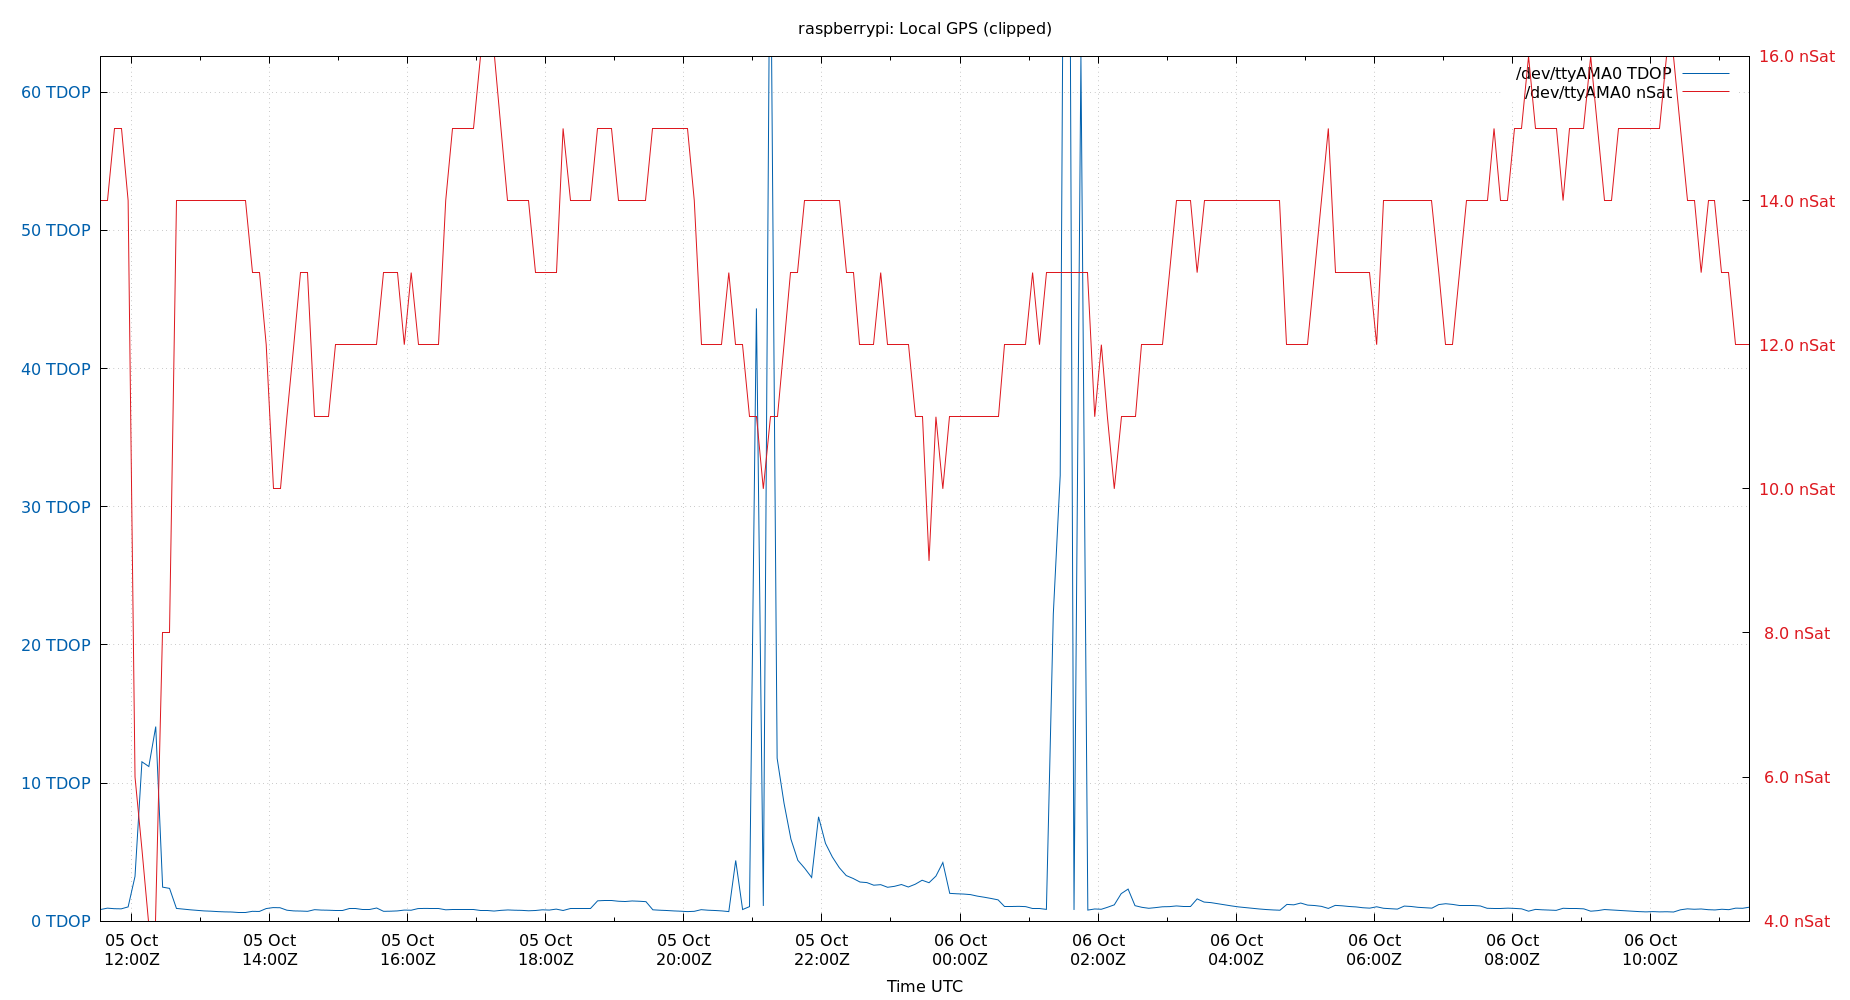 raspberrypi: Local GPS (clipped)
/dev/ttyAMA0 TDOP
/dev/ttyAMA0 nSat
60 TDOP
50 TDOP
40 TDOP
30 TDOP
20 TDOP
10 TDOP
0 TDOP
16.0 nSat
14.0 nSat
12.0 nSat
10.0 nSat
8.0 nSat
6.0 nSat
4.0 nSat
05 Oct
12:00Z
05 Oct
14:00Z
05 Oct
16:00Z
05 Oct
18:00Z
05 Oct
20:00Z
05 Oct
22:00Z
06 Oct
00:00Z
06 Oct
02:00Z
06 Oct
04:00Z
06 Oct
06:00Z
06 Oct
08:00Z
06 Oct
10:00Z
Time UTC